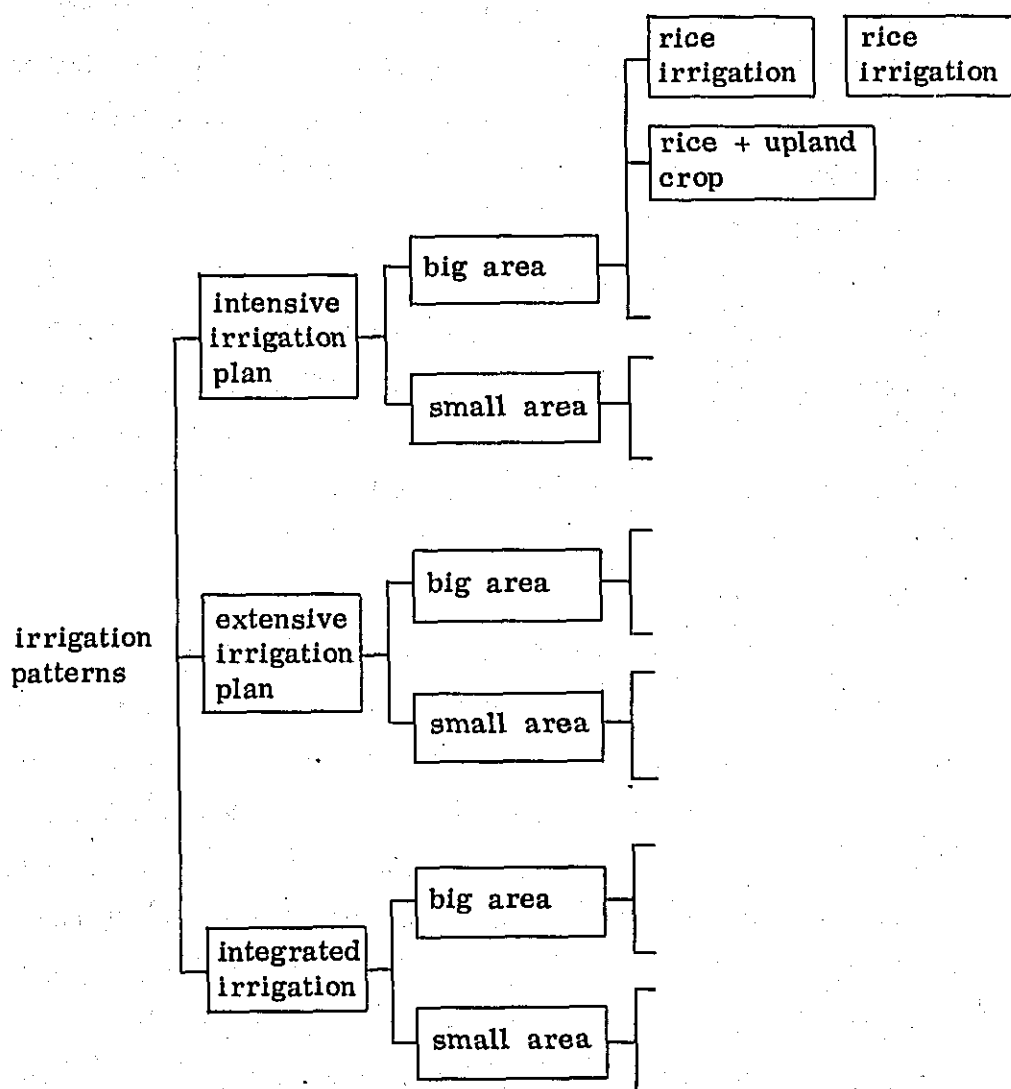 rice
irrigation
rice
irrigation
rice + upland
crop
big area
intensive
irrigation
plan
small area
big area
extensive
irrigation
plan
irrigation
patterns
small area
big area
integrated
irrigation
small area